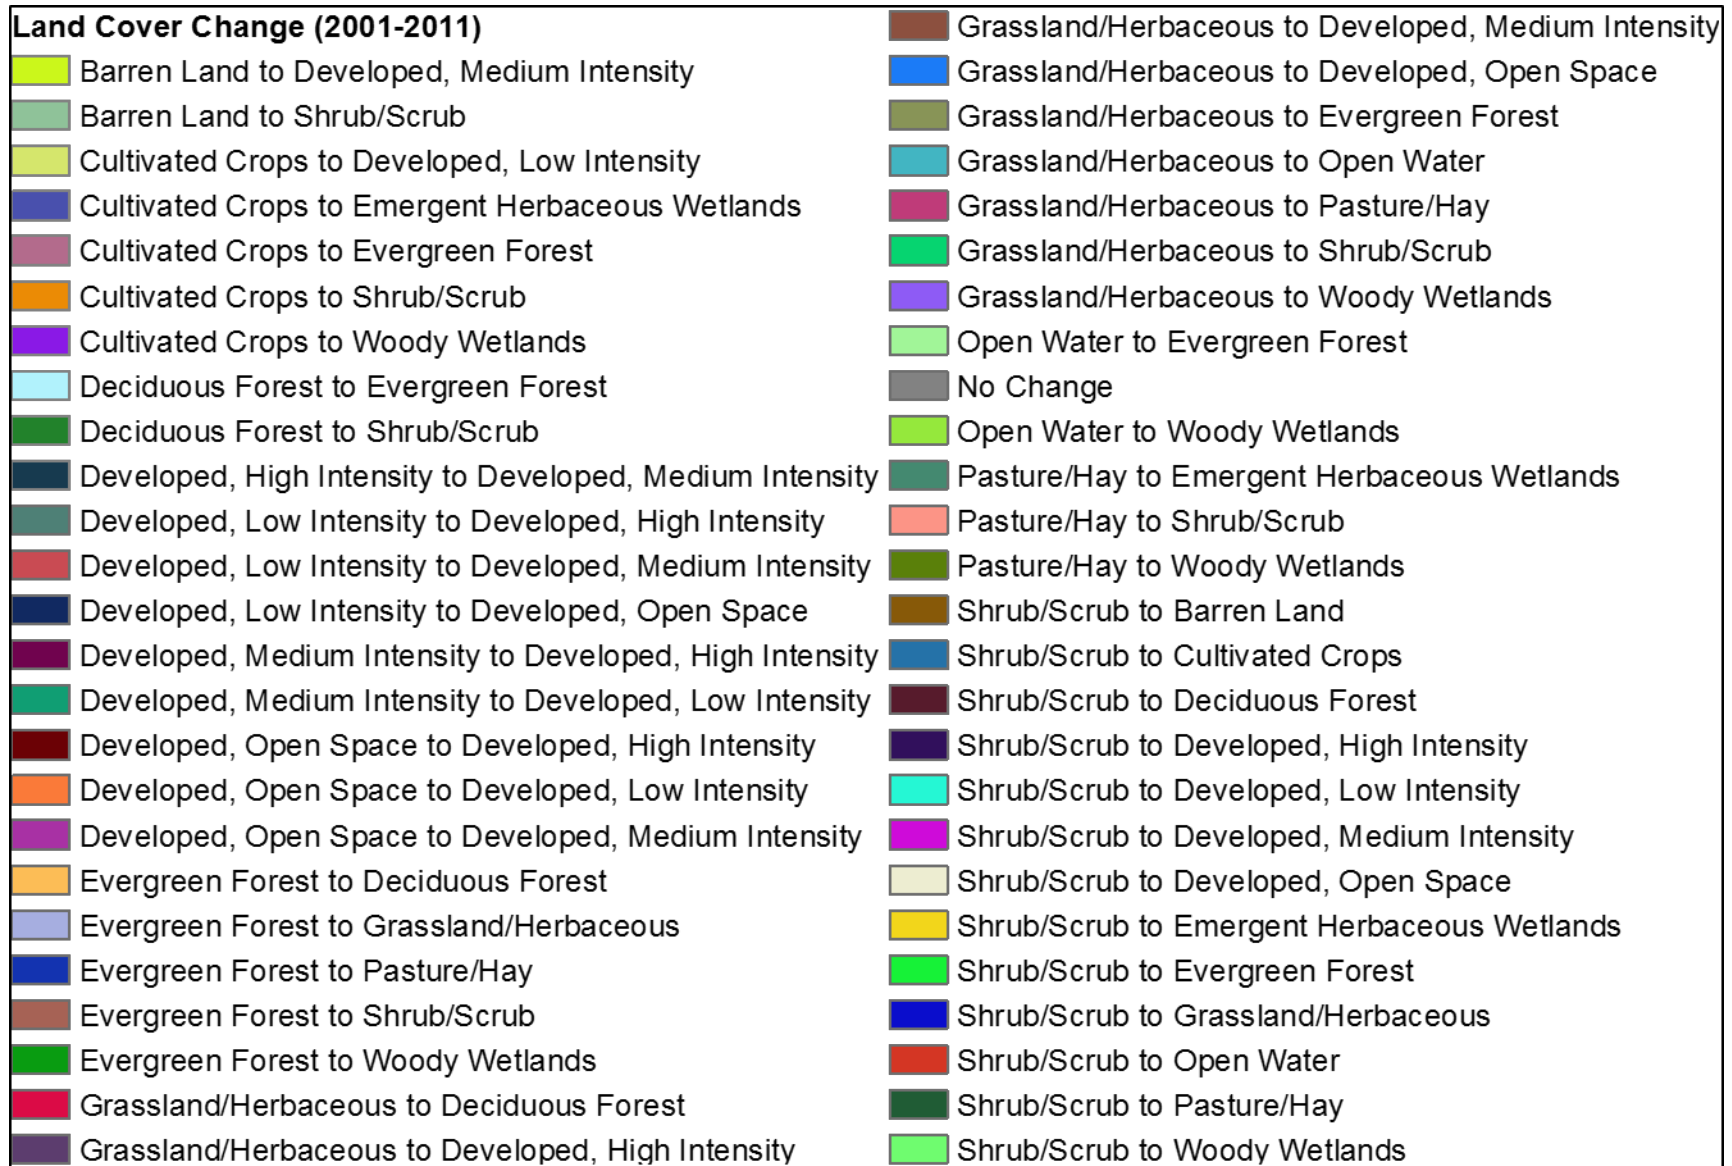 Land Cover Change (2001-2011)
Barren Land to Developed, Medium Intensity
Barren Land to Shrub/Scrub
Cultivated Crops to Developed, Low Intensity
Cultivated Crops to Emergent Herbaceous Wetlands
Cultivated Crops to Evergreen Forest
Cultivated Crops to Shrub/Scrub
Cultivated Crops to Woody Wetlands
Deciduous Forest to Evergreen Forest
Deciduous Forest to Shrub/Scrub
Developed, High Intensity to Developed, Medium Intensity
Developed, Low Intensity to Developed, High Intensity
Developed, Low Intensity to Developed, Medium Intensity
Developed, Low Intensity to Developed, Open Space
Developed, Medium Intensity to Developed, High Intensity
Developed, Medium Intensity to Developed, Low Intensity
Developed, Open Space to Developed, High Intensity
Developed, Open Space to Developed, Low Intensity
Developed, Open Space to Developed, Medium Intensity
Evergreen Forest to Deciduous Forest
Evergreen Forest to Grassland/Herbaceous
Evergreen Forest to Pasture/Hay
Evergreen Forest to Shrub/Scrub
Evergreen Forest to Woody Wetlands
Grassland/Herbaceous to Deciduous Forest
Grassland/Herbaceous to Developed, High Intensity
Grassland/Herbaceous to Developed, Medium Intensity
Grassland/Herbaceous to Developed, Open Space
Grassland/Herbaceous to Evergreen Forest
Grassland/Herbaceous to Open Water
Grassland/Herbaceous to Pasture/Hay
Grassland/Herbaceous to Shrub/Scrub
Grassland/Herbaceous to Woody Wetlands
Open Water to Evergreen Forest
No Change
Open Water to Woody Wetlands
Pasture/Hay to Emergent Herbaceous Wetlands
Pasture/Hay to Shrub/Scrub
Pasture/Hay to Woody Wetlands
Shrub/Scrub to Barren Land
Shrub/Scrub to Cultivated Crops
Shrub/Scrub to Deciduous Forest
Shrub/Scrub to Developed, High Intensity
Shrub/Scrub to Developed, Low Intensity
Shrub/Scrub to Developed, Medium Intensity
Shrub/Scrub to Developed, Open Space
Shrub/Scrub to Emergent Herbaceous Wetlands
Shrub/Scrub to Evergreen Forest
Shrub/Scrub to Grassland/Herbaceous
Shrub/Scrub to Open Water
Shrub/Scrub to Pasture/Hay
Shrub/Scrub to Woody Wetlands